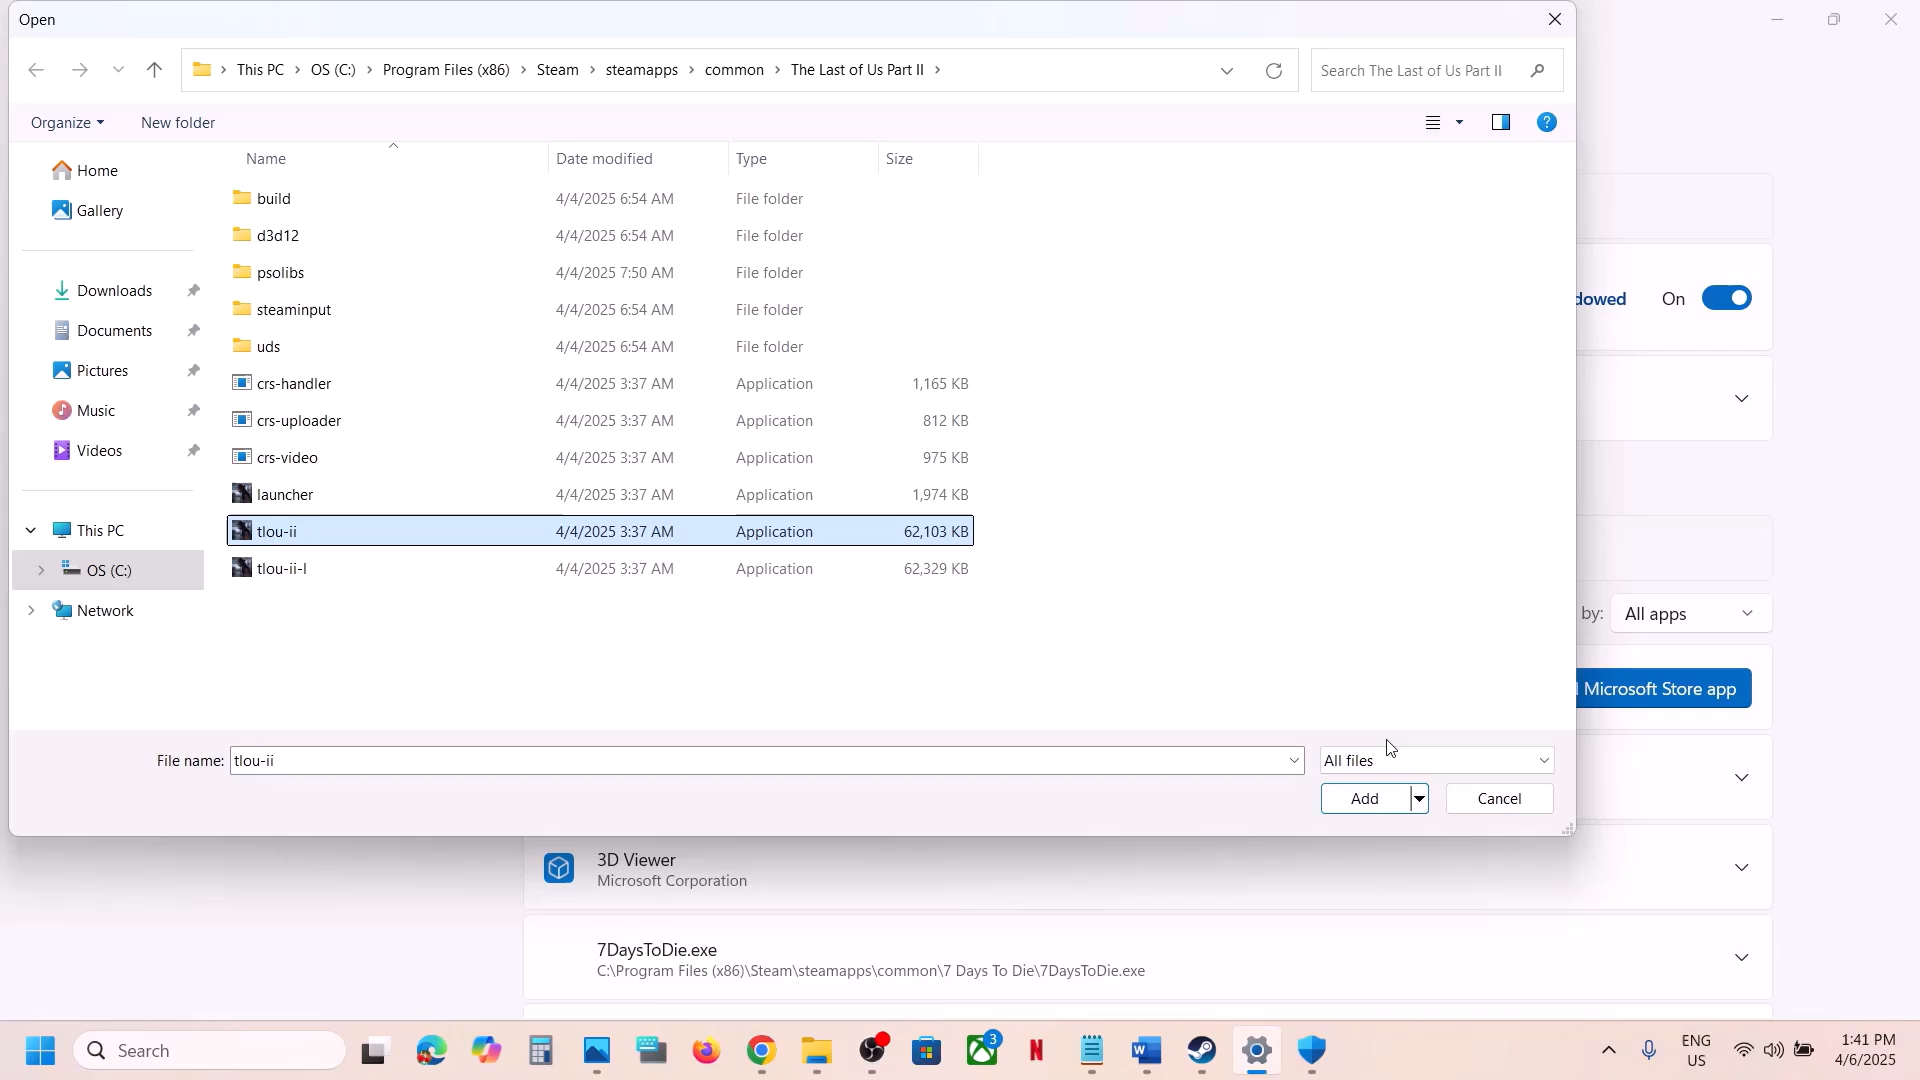 Open
This PC
OS (C:)
Program Files (x86)
Steam
steamapps
common
The Last of Us Part II
Search The Last of Us Part II
Organize
New folder
?
Name
Date modified
Type
Size
Home
Gallery
Downloads
Documents
Pictures
Music
Videos
This PC
OS (C:)
Network
build 4/4/2025 6:54 AM File folder
d3d12 4/4/2025 6:54 AM File folder
psolibs 4/4/2025 7:50 AM File folder
steaminput 4/4/2025 6:54 AM File folder
uds 4/4/2025 6:54 AM File folder
crs-handler 4/4/2025 3:37 AM Application 1,165 KB
crs-uploader 4/4/2025 3:37 AM Application 812 KB
crs-video 4/4/2025 3:37 AM Application 975 KB
launcher 4/4/2025 3:37 AM Application 1,974 KB
tlou-ii 4/4/2025 3:37 AM Application 62,103 KB
tlou-ii-l 4/4/2025 3:37 AM Application 62,329 KB
File name: tlou-ii
All files
Add
Cancel
dowed
On
by: All apps
Microsoft Store app
3D Viewer
Microsoft Corporation
7DaysToDie.exe
C:\Program Files (x86)\Steam\steamapps\common\7 Days To Die\7DaysToDie.exe
Search
3
N
W
ENG
US
1:41 PM
4/6/2025